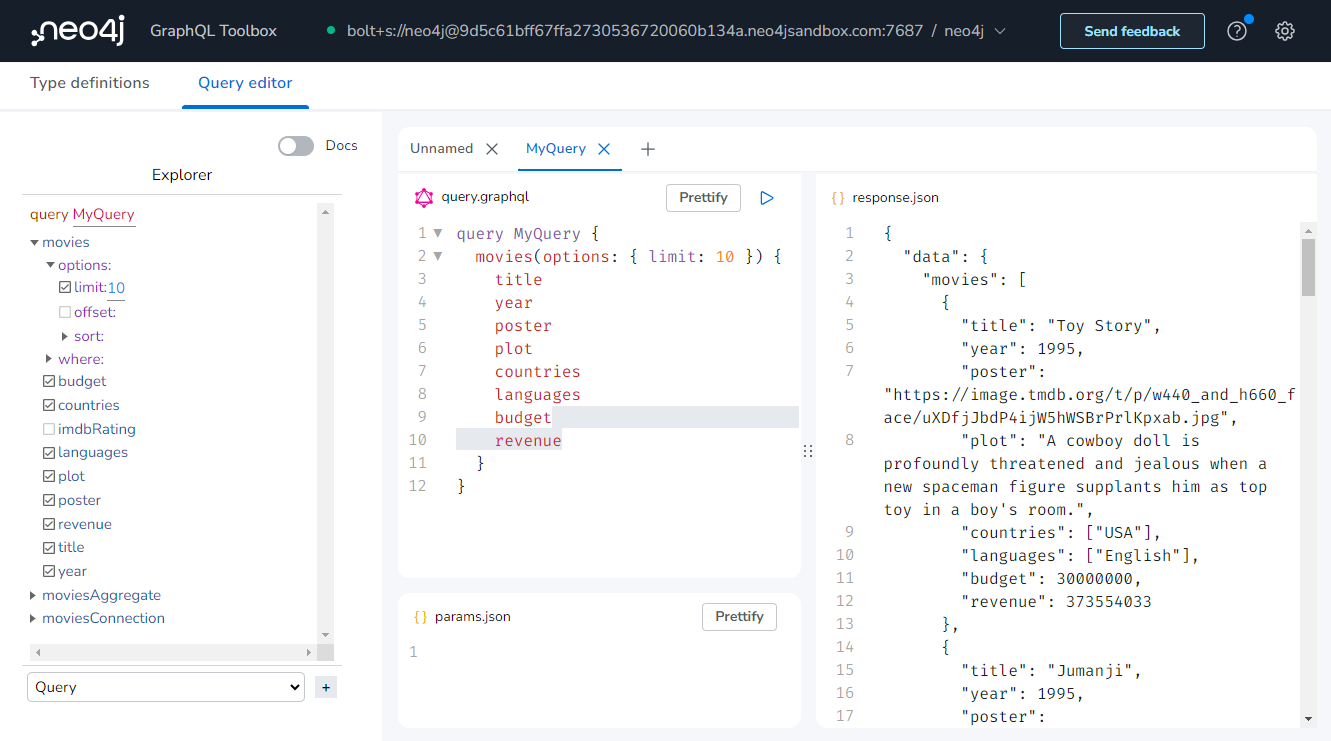 neo4j GraphQL Toolbox bolt+s://neo4j@9d5c61bff67ffa2730536720060b134a.neo4jsandbox.com:7687 / neo4j Send feedback ?
Type definitions Query editor
Docs
Explorer
query MyQuery
movies
options:
limit:10
offset:
sort:
where:
budget
countries
imdbRating
languages
plot
poster
revenue
title
year
moviesAggregate
moviesConnection
Query +
Unnamed MyQuery
query.graphql Prettify
1 query MyQuery {
2 movies(options: { limit: 10 }) {
3 title
4 year
5 poster
6 plot
7 countries
8 languages
9 budget
10 revenue
11 }
12 }
{} params.json Prettify
1
{} response.json
1 {
2 "data": {
3 "movies": [
4 {
5 "title": "Toy Story",
6 "year": 1995,
7 "poster":
"https://image.tmdb.org/t/p/w440_and_h660_f
ace/uXDfjJbdP4ijW5hWSBrPrlKpxab.jpg",
8 "plot": "A cowboy doll is
profoundly threatened and jealous when a
new spaceman figure supplants him as top
toy in a boy's room.",
9 "countries": ["USA"],
10 "languages": ["English"],
11 "budget": 30000000,
12 "revenue": 373554033
13 },
14 {
15 "title": "Jumanji",
16 "year": 1995,
17 "poster":